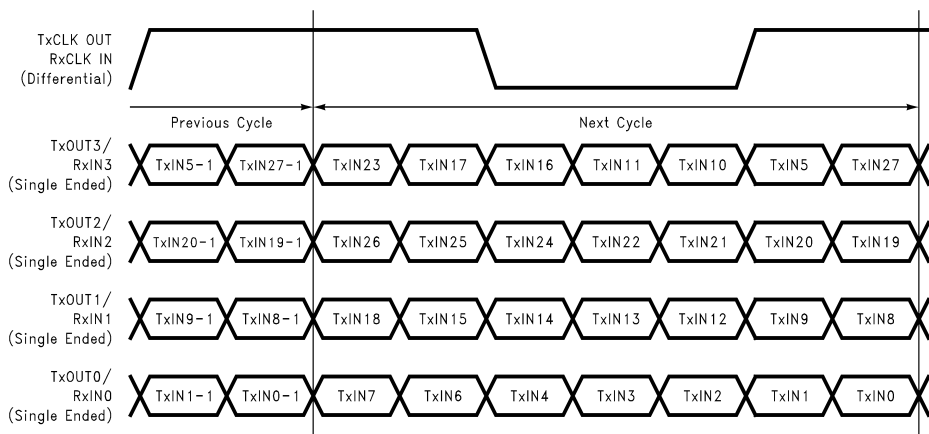 TxCLK OUT
RxCLK IN
(Differential)
Previous Cycle
Next Cycle
TxOUT3/
RxIN3
(Single Ended)
TxIN5-1 TxIN27-1 TxIN23 TxIN17 TxIN16 TxIN11 TxIN10 TxIN5 TxIN27
TxOUT2/
RxIN2
(Single Ended)
TxIN20-1 TxIN19-1 TxIN26 TxIN25 TxIN24 TxIN22 TxIN21 TxIN20 TxIN19
TxOUT1/
RxIN1
(Single Ended)
TxIN9-1 TxIN8-1 TxIN18 TxIN15 TxIN14 TxIN13 TxIN12 TxIN9 TxIN8
TxOUT0/
RxIN0
(Single Ended)
TxIN1-1 TxIN0-1 TxIN7 TxIN6 TxIN4 TxIN3 TxIN2 TxIN1 TxIN0